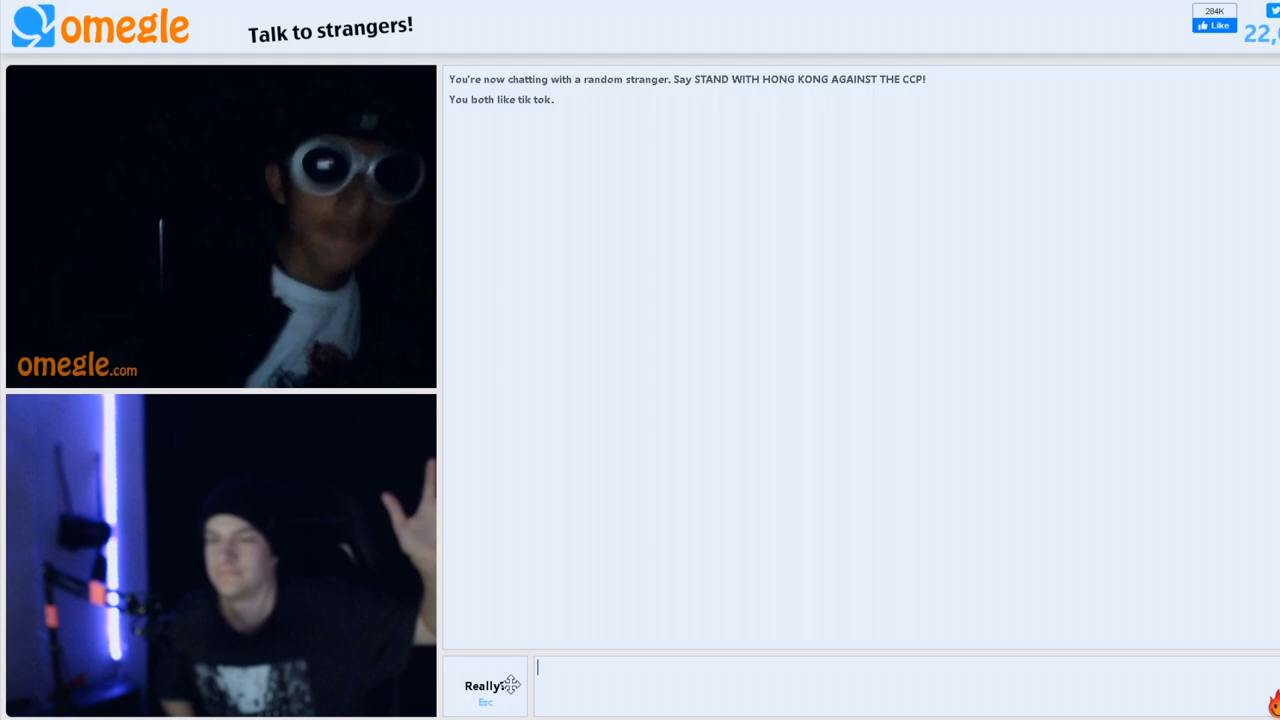 omegle
Talk to strangers!
284K
Like
22,
You're now chatting with a random stranger. Say STAND WITH HONG KONG AGAINST THE CCP!
You both like tik tok.
omegle.com
Really?
Esc